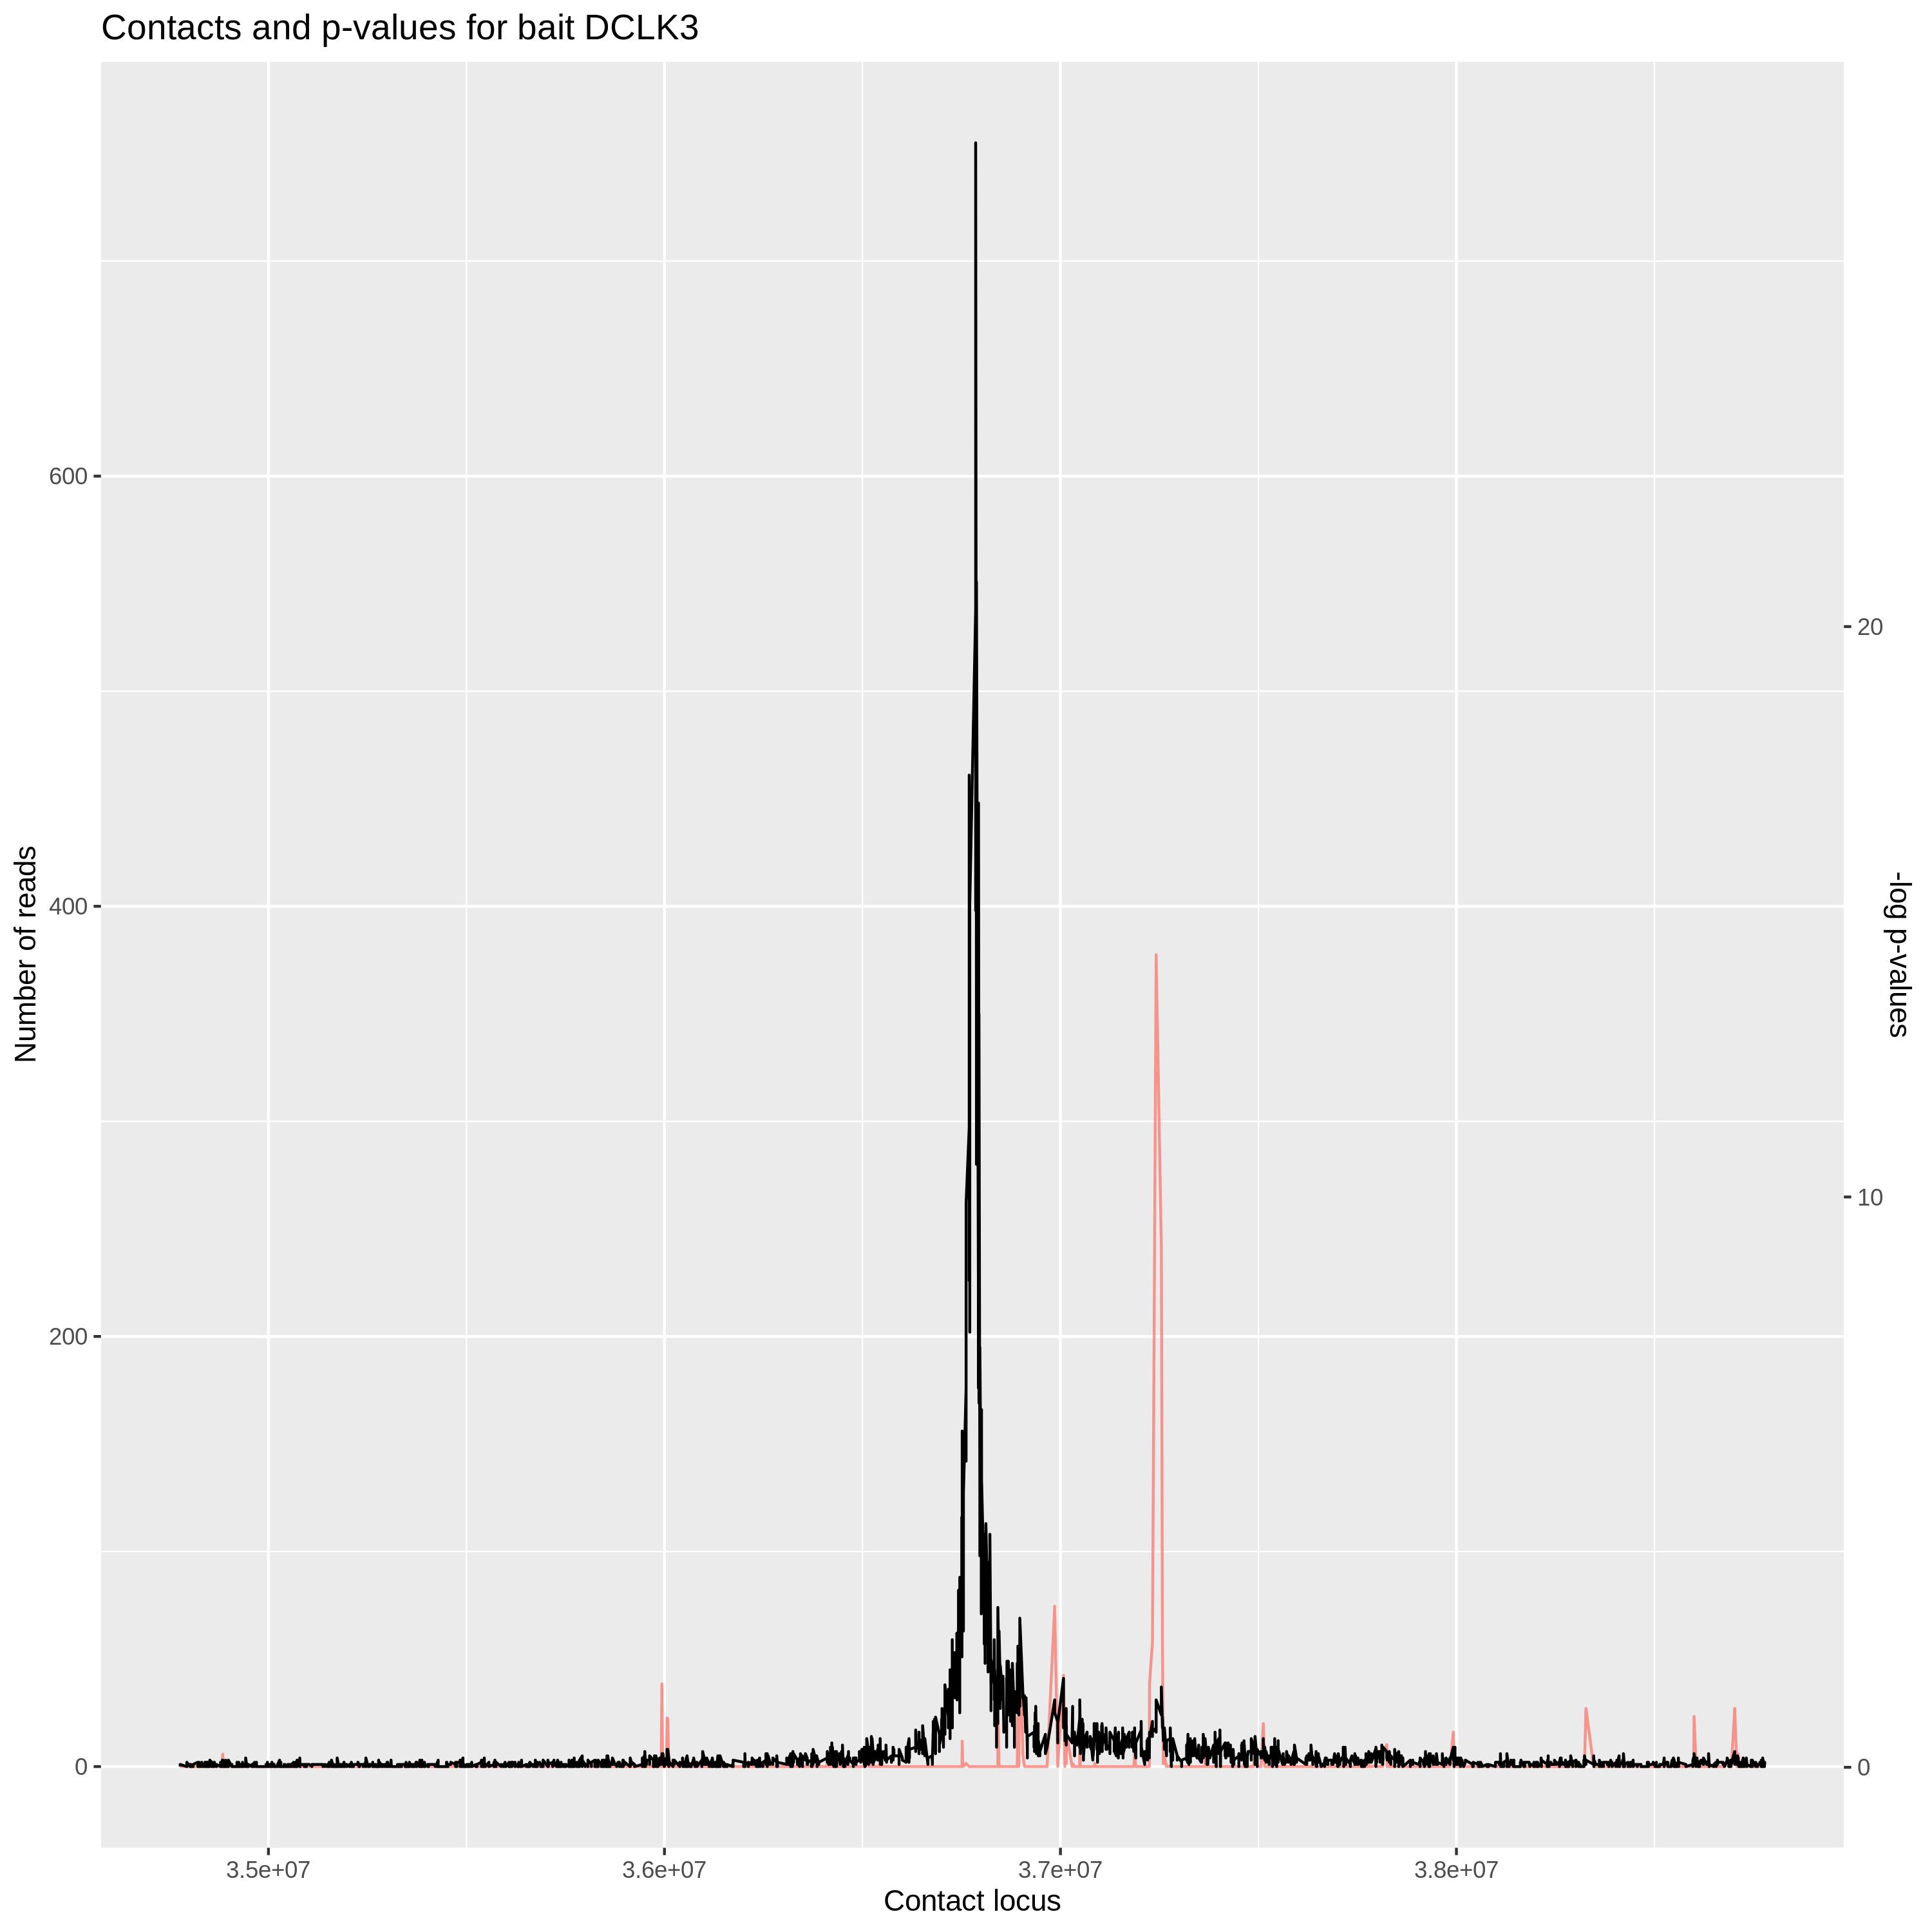 Contacts and p-values for bait DCLK3
Number of reads
600
400
200
0
20
10
0
-log p-values
3.5e+07
3.6e+07
3.7e+07
3.8e+07
Contact locus